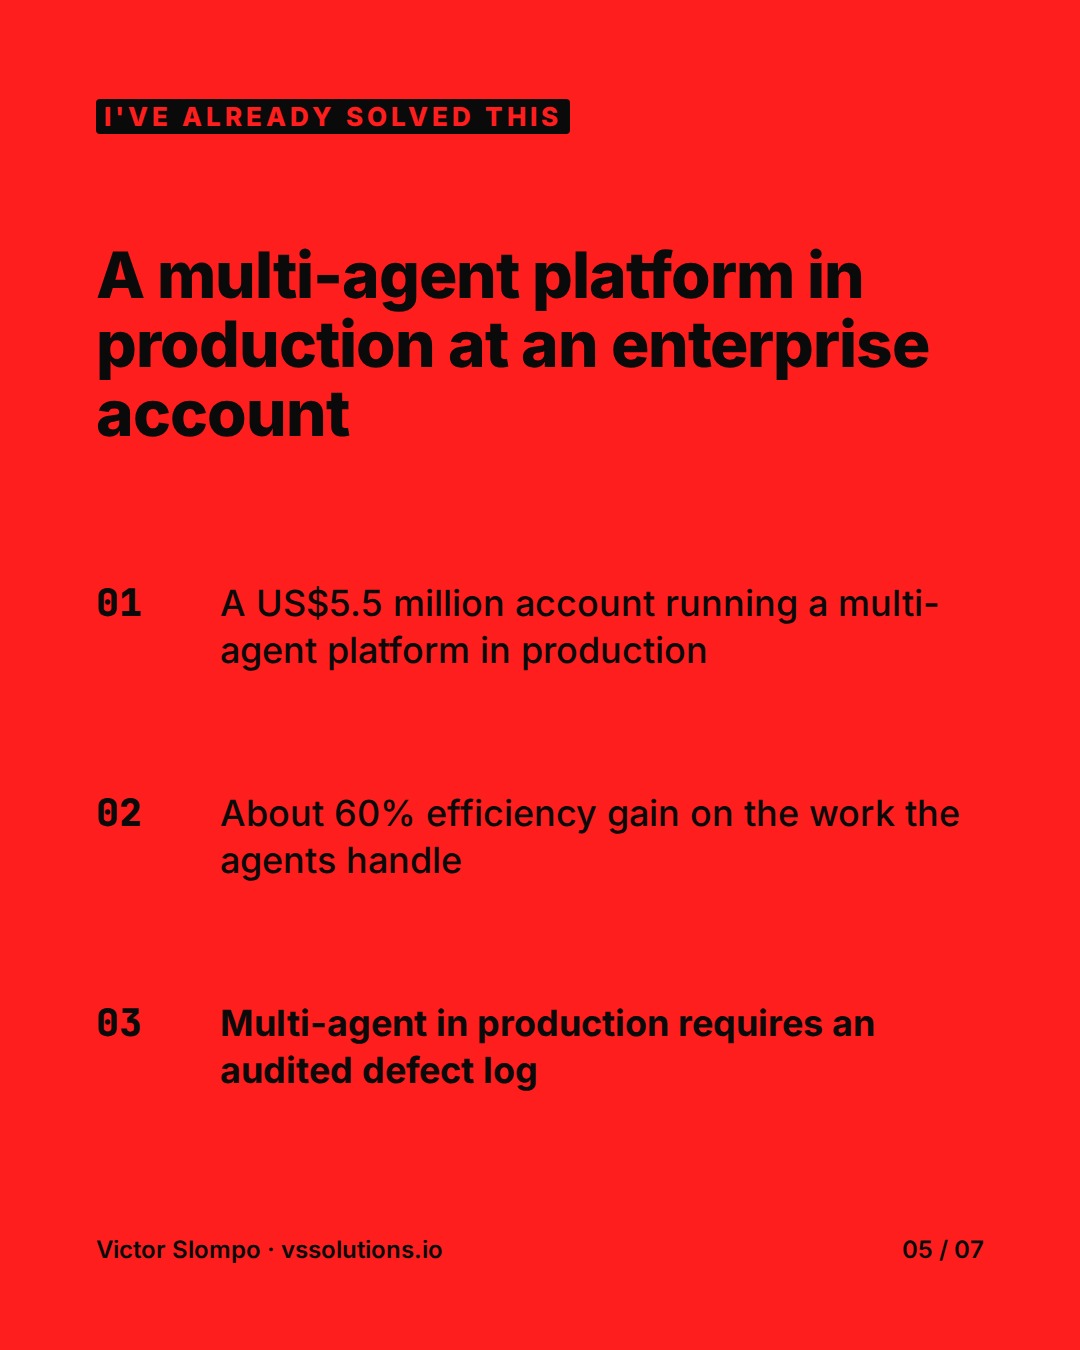 I'VE ALREADY SOLVED THIS
A multi-agent platform in
production at an enterprise
account
01 A US$5.5 million account running a multi-
agent platform in production
02 About 60% efficiency gain on the work the
agents handle
03 Multi-agent in production requires an
audited defect log
Victor Slompo · vssolutions.io 05 / 07